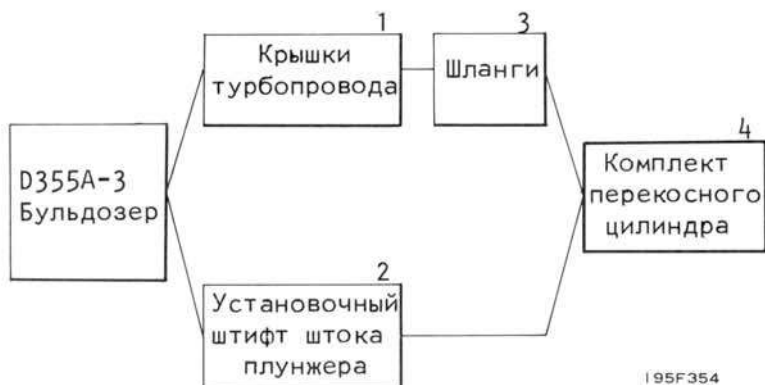 1
Крышки
турбопровода
3
Шланги
D355A-3
Бульдозер
4
Комплект
перекосного
цилиндра
2
Установочный
штифт штока
плунжера
195F354